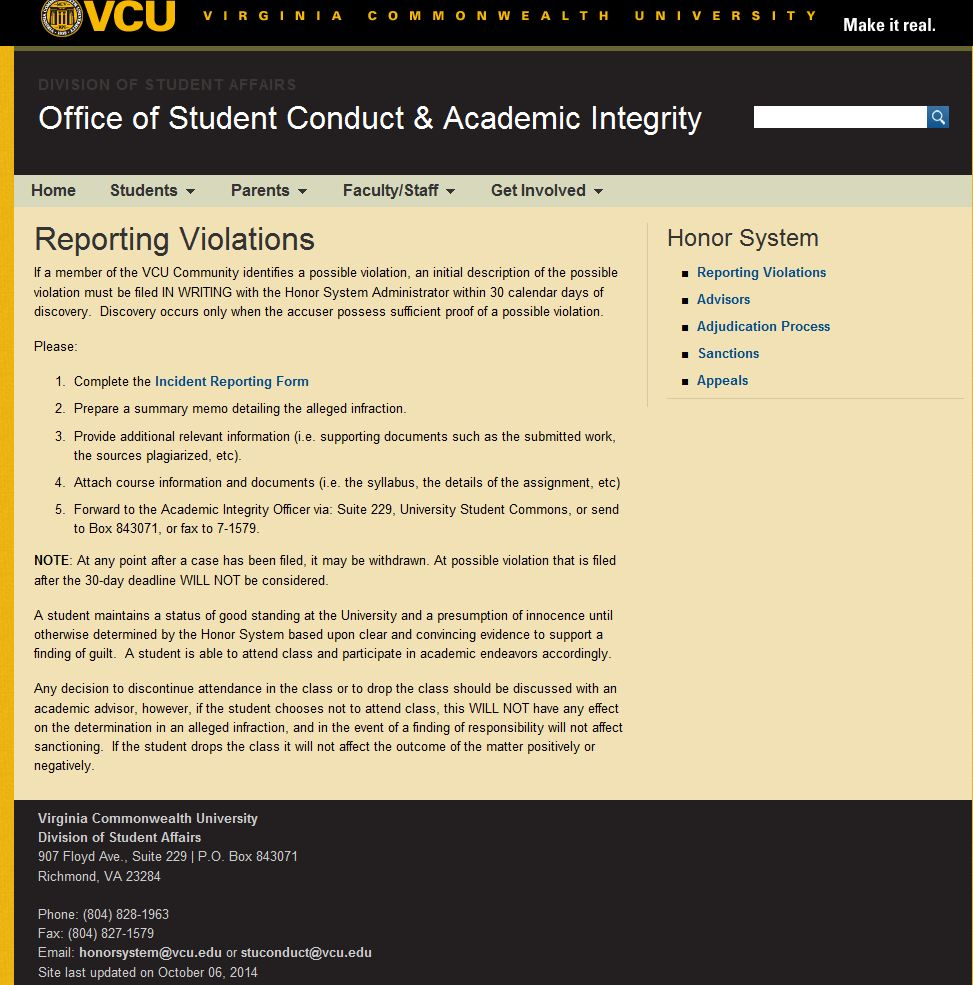 VCU
VIRGINIA COMMONWEALTH UNIVERSITY
Make it real.
DIVISION OF STUDENT AFFAIRS
Office of Student Conduct & Academic Integrity
Home Students Parents Faculty/Staff Get Involved
Reporting Violations
If a member of the VCU Community identifies a possible violation, an initial description of the possible
violation must be filed IN WRITING with the Honor System Administrator within 30 calendar days of
discovery.  Discovery occurs only when the accuser possess sufficient proof of a possible violation.
Please:
1. Complete the Incident Reporting Form
2. Prepare a summary memo detailing the alleged infraction.
3. Provide additional relevant information (i.e. supporting documents such as the submitted work,
the sources plagiarized, etc).
4. Attach course information and documents (i.e. the syllabus, the details of the assignment, etc)
5. Forward to the Academic Integrity Officer via: Suite 229, University Student Commons, or send
to Box 843071, or fax to 7-1579.
NOTE: At any point after a case has been filed, it may be withdrawn. At possible violation that is filed
after the 30-day deadline WILL NOT be considered.
A student maintains a status of good standing at the University and a presumption of innocence until
otherwise determined by the Honor System based upon clear and convincing evidence to support a
finding of guilt.  A student is able to attend class and participate in academic endeavors accordingly.
Any decision to discontinue attendance in the class or to drop the class should be discussed with an
academic advisor, however, if the student chooses not to attend class, this WILL NOT have any effect
on the determination in an alleged infraction, and in the event of a finding of responsibility will not affect
sanctioning.  If the student drops the class it will not affect the outcome of the matter positively or
negatively.
Honor System
Reporting Violations
Advisors
Adjudication Process
Sanctions
Appeals
Virginia Commonwealth University
Division of Student Affairs
907 Floyd Ave., Suite 229 | P.O. Box 843071
Richmond, VA 23284
Phone: (804) 828-1963
Fax: (804) 827-1579
Email: honorsystem@vcu.edu or stuconduct@vcu.edu
Site last updated on October 06, 2014